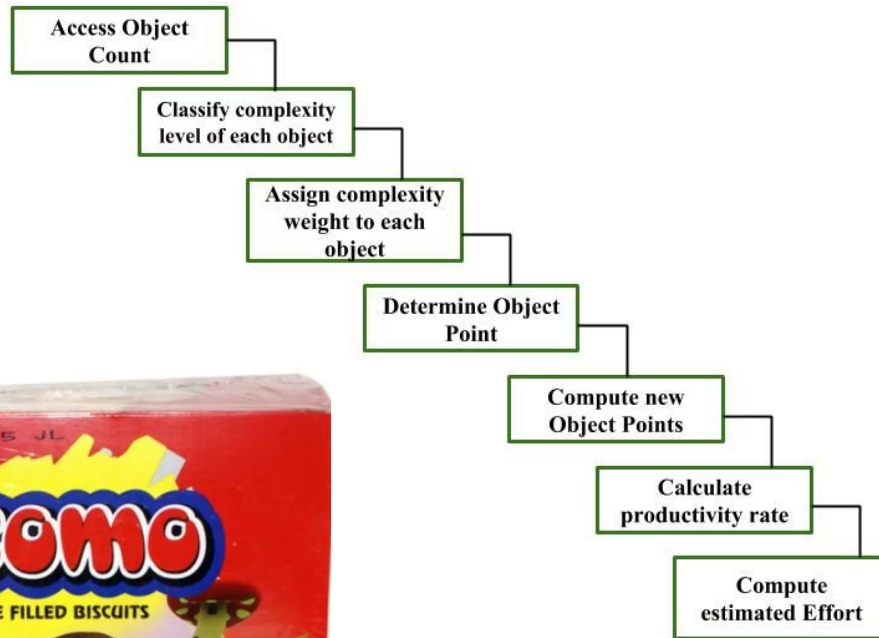 Access Object
Count
Classify complexity
level of each object
Assign complexity
weight to each
object
Determine Object
Point
Compute new
Object Points
Calculate
productivity rate
Compute
estimated Effort
5 JL
omo
FILLED BISCUITS